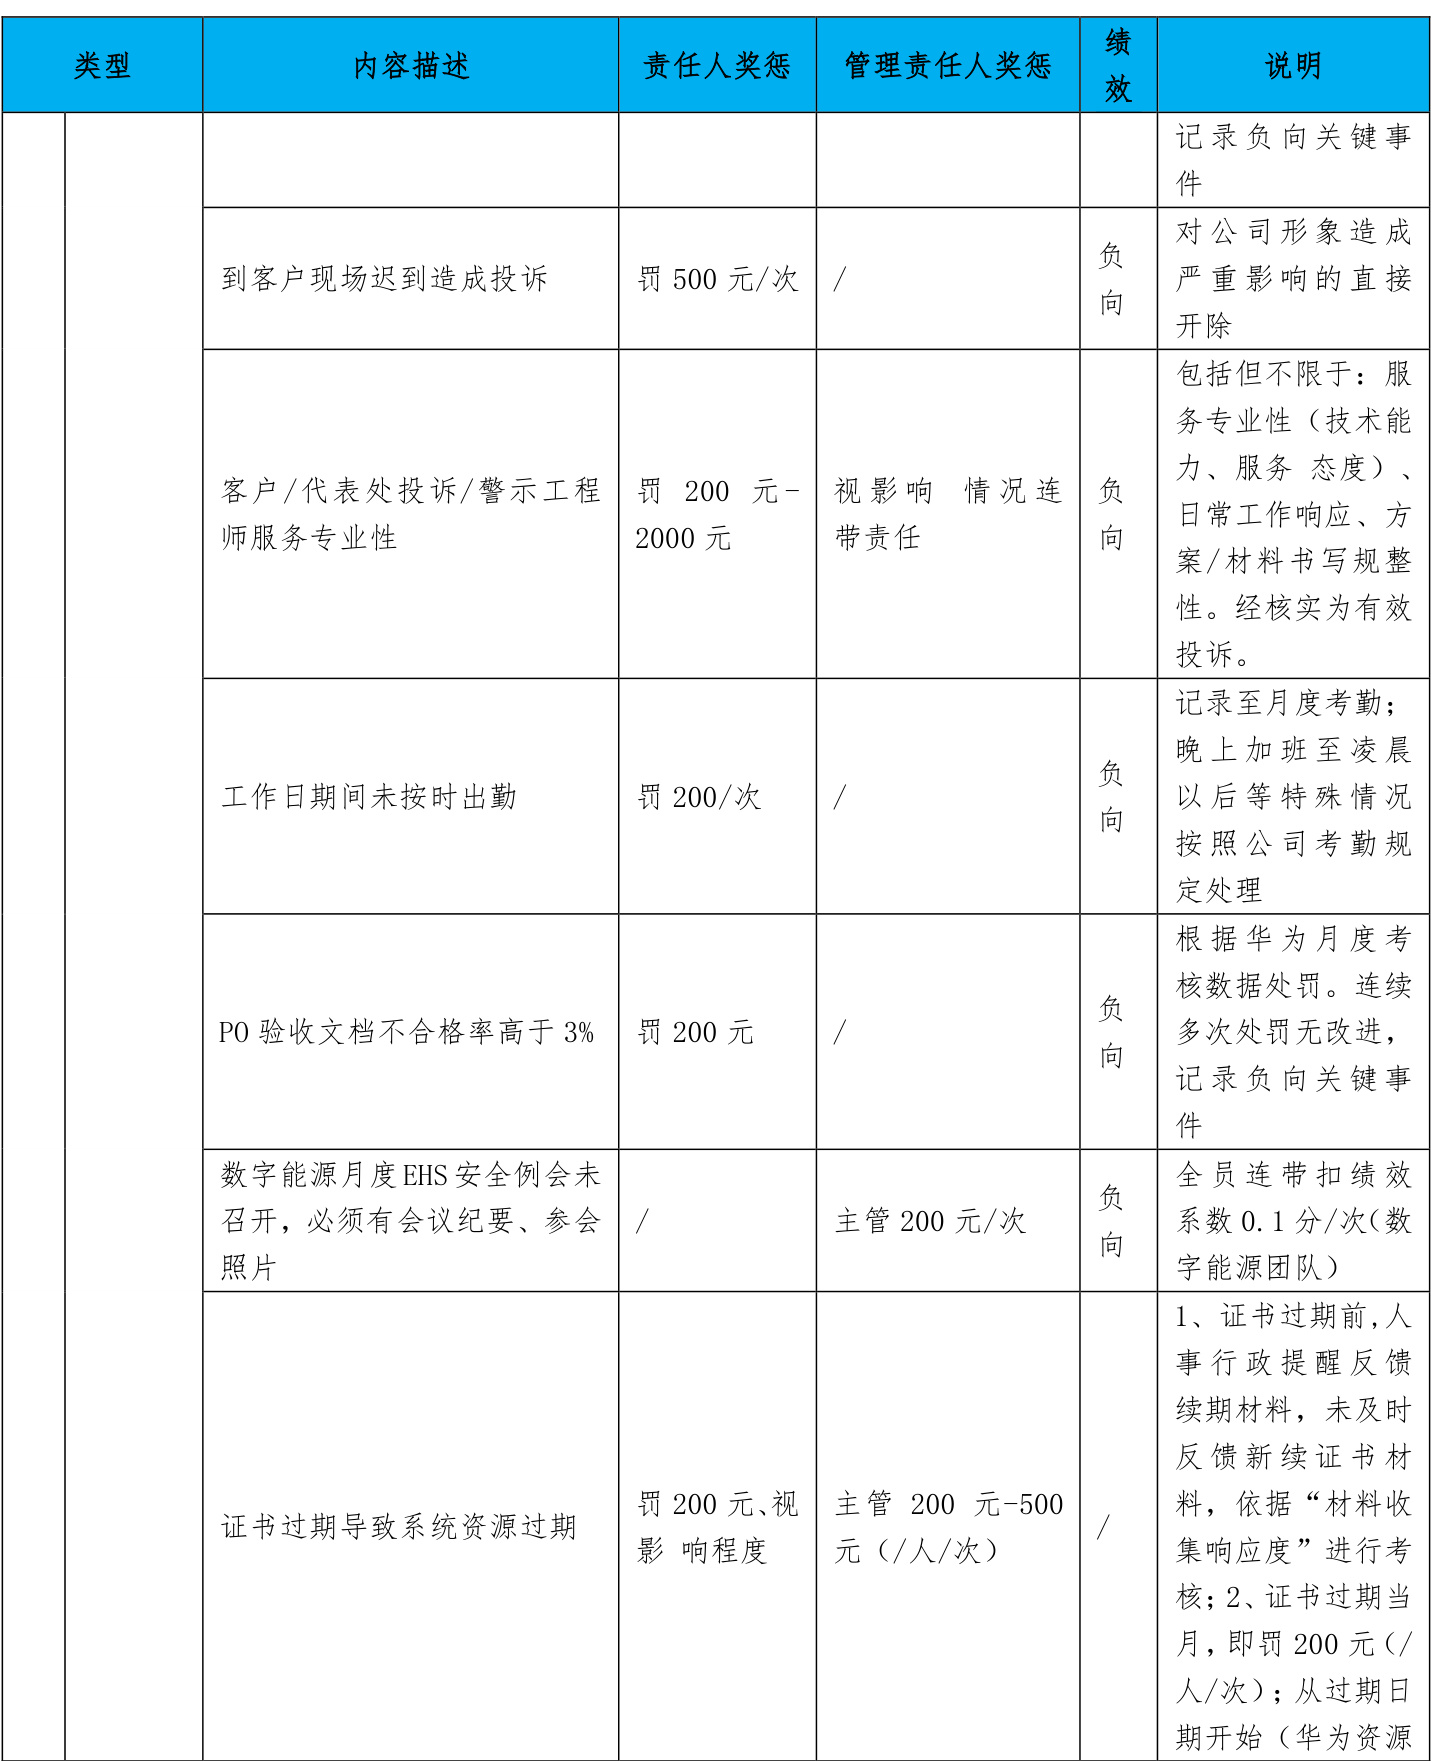 类型 内容描述 责任人奖惩 管理责任人奖惩 绩效 说明
记录负向关键事
件
到客户现场迟到造成投诉
罚 500 元/次
/
负
向
对公司形象造成
严重影响的直接
开除
客户/代表处投诉/警示工程
师服务专业性
罚 200 元-
2000 元
视影响 情况连
带责任
负
向
包括但不限于：服
务专业性（技术能
力、服务 态度）、
日常工作响应、方
案/材料书写规整
性。经核实为有效
投诉。
工作日期间未按时出勤
罚 200/次
/
负
向
记录至月度考勤；
晚上加班至凌晨
以后等特殊情况
按照公司考勤规
定处理
PO 验收文档不合格率高于 3%
罚 200 元
/
负
向
根据华为月度考
核数据处罚。连续
多次处罚无改进，
记录负向关键事
件
数字能源月度 EHS 安全例会未
召开，必须有会议纪要、参会
照片
/
主管 200 元/次
负
向
全员连带扣绩效
系数 0.1 分/次（数
字能源团队）
证书过期导致系统资源过期
罚 200 元、视
影 响程度
主管 200 元-500
元（/人/次）
/
1、证书过期前,人
事行政提醒反馈
续期材料，未及时
反馈新续证书材
料，依据“材料收
集响应度”进行考
核；2、证书过期当
月，即罚 200 元（/
人/次）；从过期日
期开始（华为资源